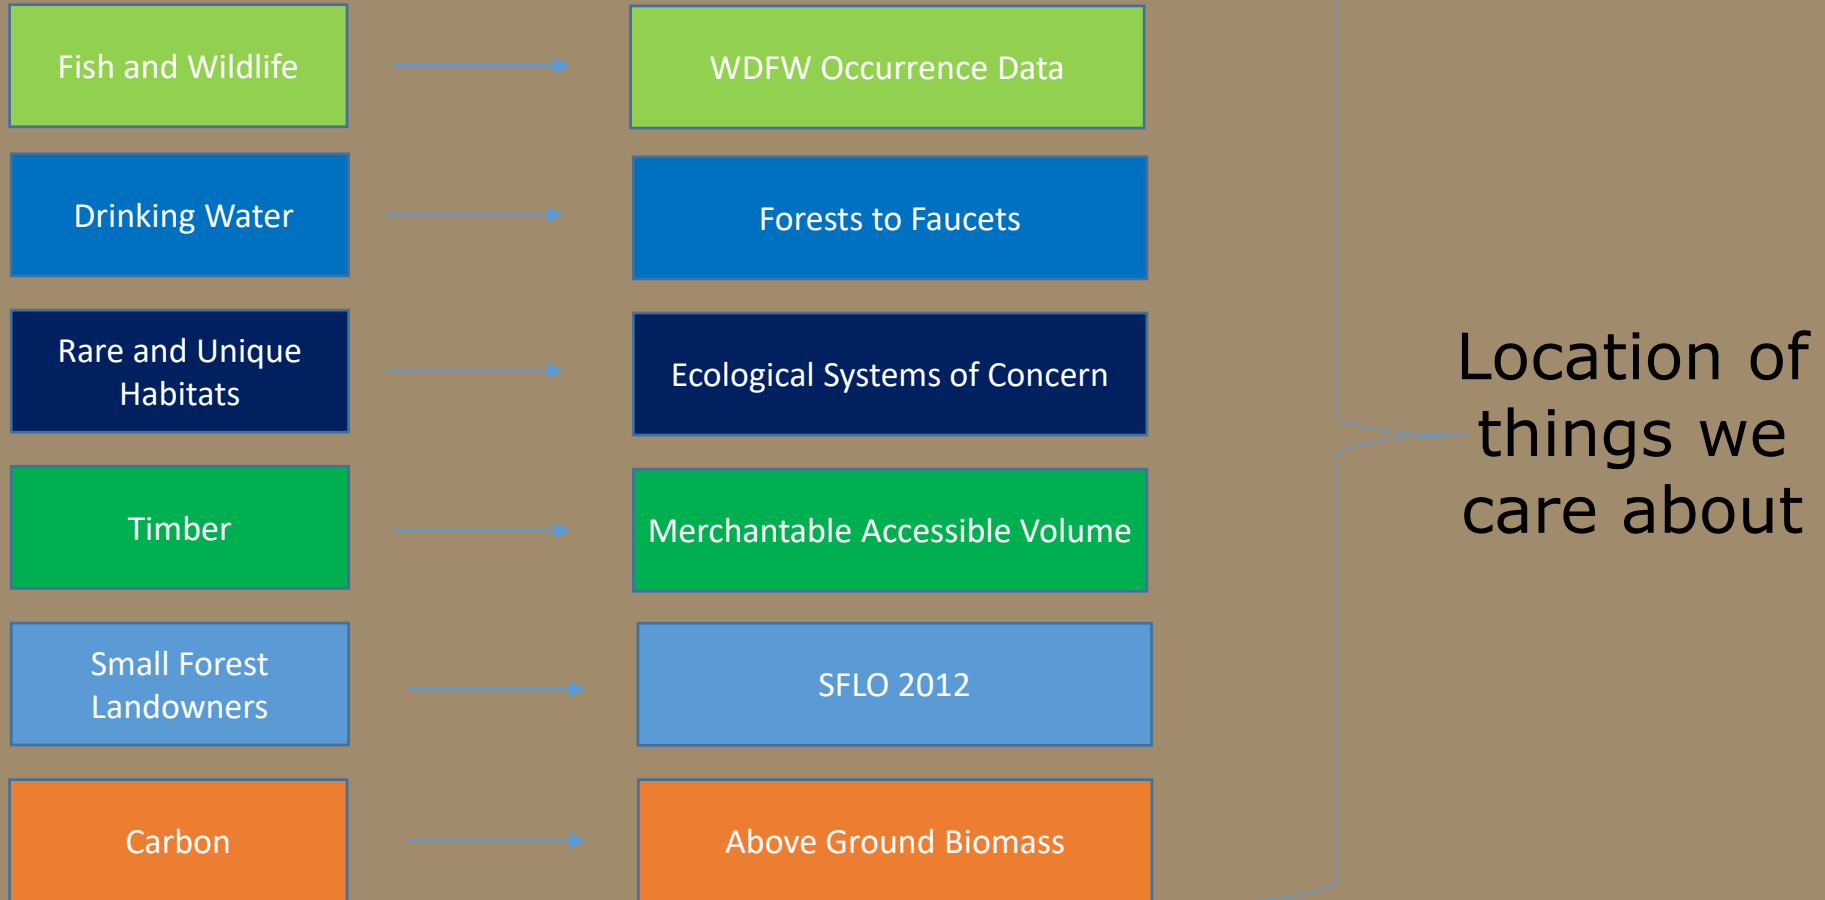 Fish and Wildlife
WDFW Occurrence Data
Drinking Water
Forests to Faucets
Rare and Unique
Habitats
Ecological Systems of Concern
Timber
Merchantable Accessible Volume
Small Forest
Landowners
SFLO 2012
Carbon
Above Ground Biomass
Location of
things we
care about